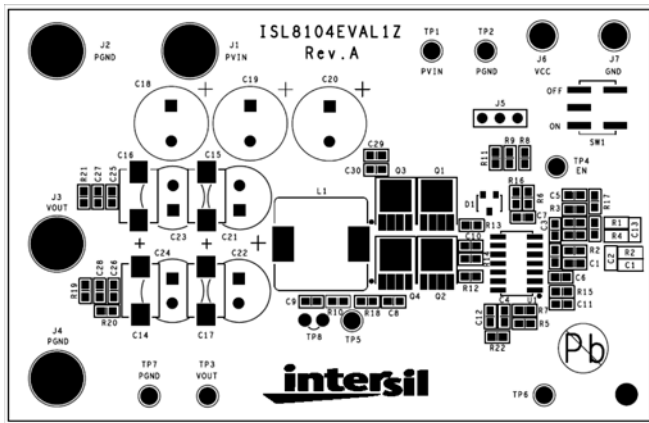 ISL8104EVAL1Z
Rev.A
J2
PGND
J1
PVIN
TP1
PVIN
TP2
PGND
J6
VCC
J7
GND
C18
C19
C20
OFF
ON
SW1
J5
R11
R9
R8
TP4
EN
C29
C30
Q3
Q1
C16
C15
R21
C27
C25
L1
D1
R16
R6
C7
C5
R3
R17
J3
VOUT
C23
C21
R13
C10
R14
C3
R1
R4
C13
R2
C1
C2
R2
C1
C24
C22
R19
C28
C26
R20
C14
C17
C9
R10
R18
C8
Q4
Q2
R12
C6
R15
C11
U1
C4
C12
R7
R5
R22
TP8
TP5
J4
PGND
TP7
PGND
TP3
VOUT
intersil
TP6
Pb